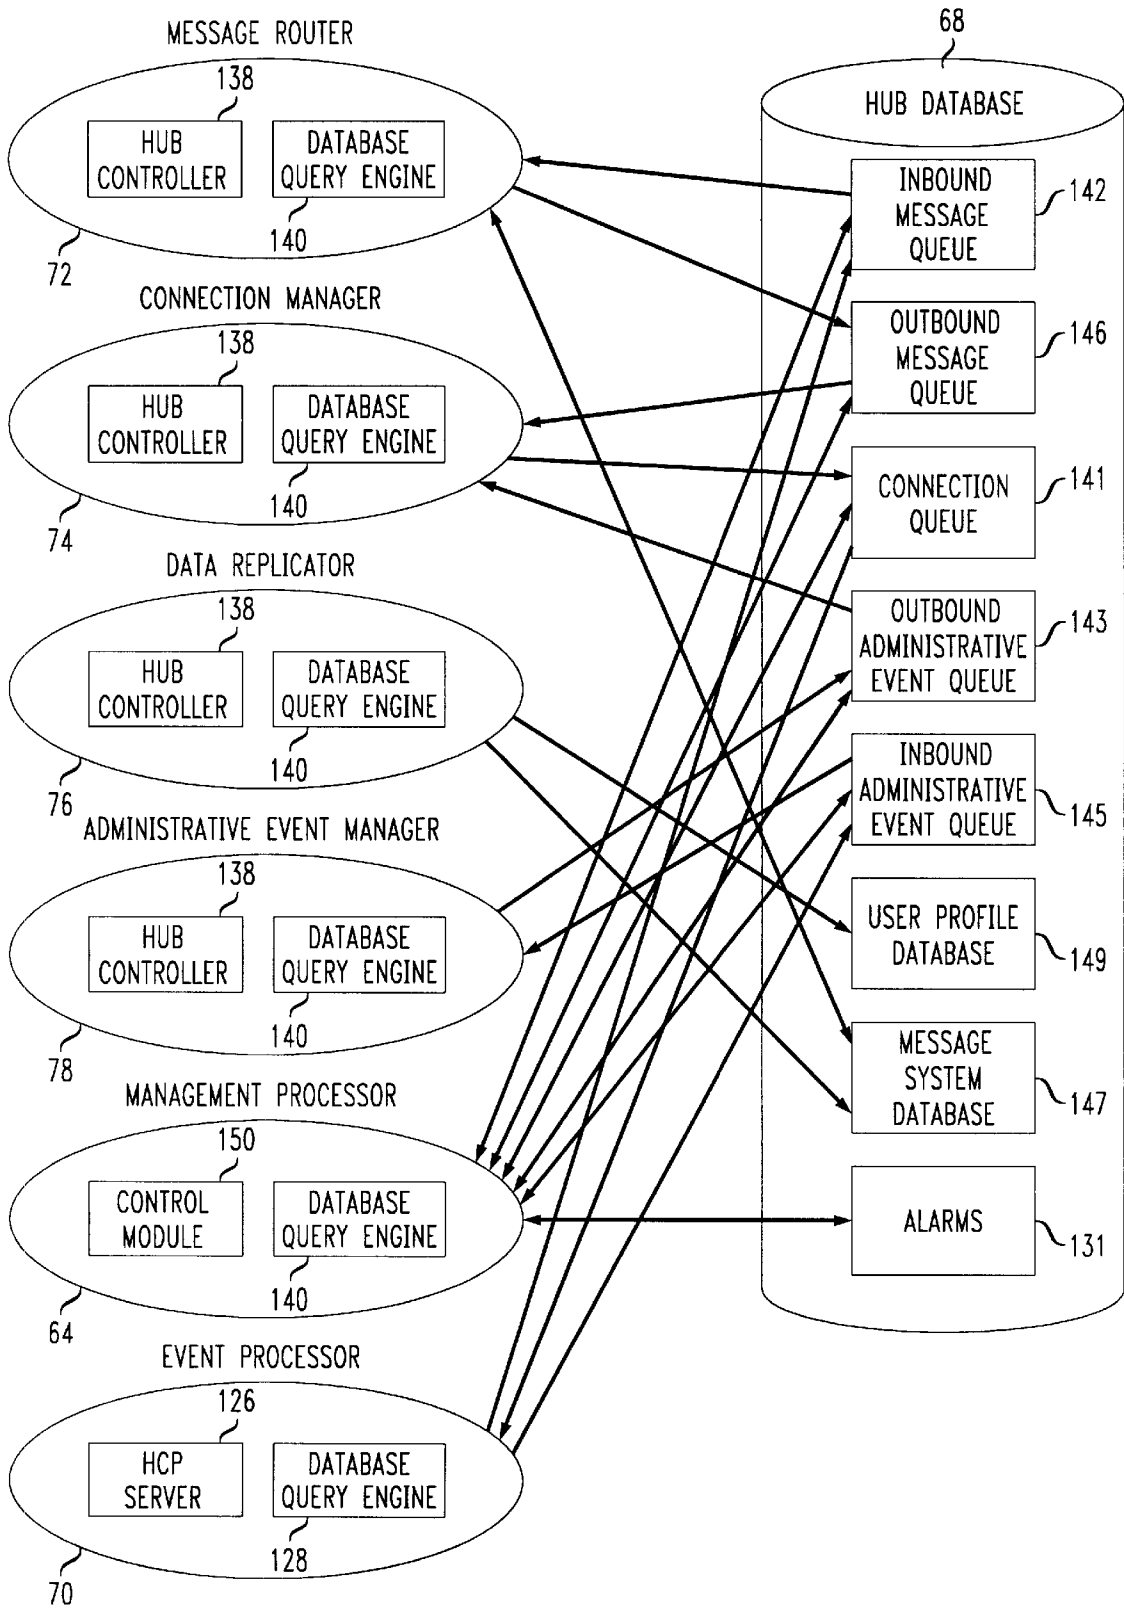 MESSAGE ROUTER
138
HUB
CONTROLLER
DATABASE
QUERY ENGINE
140
72
CONNECTION MANAGER
138
HUB
CONTROLLER
DATABASE
QUERY ENGINE
140
74
DATA REPLICATOR
138
HUB
CONTROLLER
DATABASE
QUERY ENGINE
140
76
ADMINISTRATIVE EVENT MANAGER
138
HUB
CONTROLLER
DATABASE
QUERY ENGINE
140
78
MANAGEMENT PROCESSOR
150
CONTROL
MODULE
DATABASE
QUERY ENGINE
140
64
EVENT PROCESSOR
126
HCP
SERVER
DATABASE
QUERY ENGINE
128
70
68
HUB DATABASE
INBOUND
MESSAGE
QUEUE
142
OUTBOUND
MESSAGE
QUEUE
146
CONNECTION
QUEUE
141
OUTBOUND
ADMINISTRATIVE
EVENT QUEUE
143
INBOUND
ADMINISTRATIVE
EVENT QUEUE
145
USER PROFILE
DATABASE
149
MESSAGE
SYSTEM
DATABASE
147
ALARMS
131